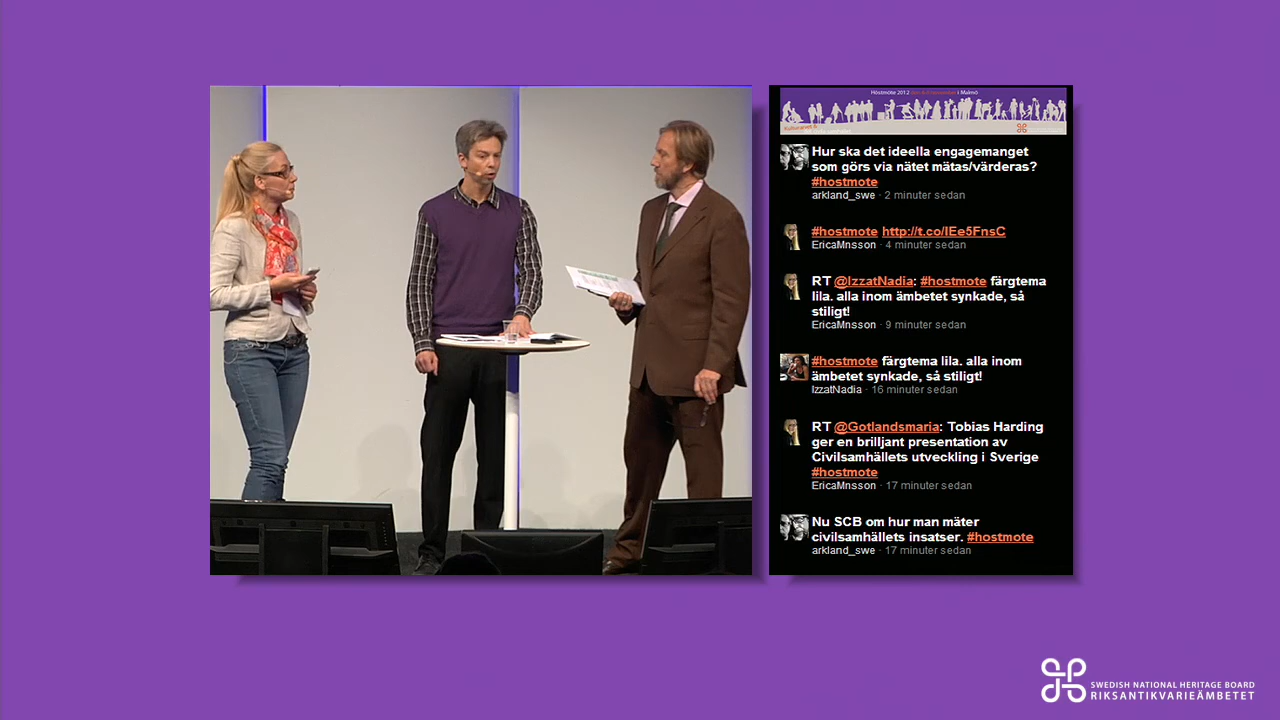 Höstmöte 2012 i Malmö
Kulturarvet &
Hur ska det ideella engagemanget
som görs via nätet mätas/värderas?
#hostmote
arkland_swe · 2 minuter sedan
#hostmote http://t.co/IEe5FnsC
EricaMnsson · 4 minuter sedan
RT @IzzatNadia: #hostmote färgtema
lila. alla inom ämbetet synkade, så
stiligt!
EricaMnsson · 9 minuter sedan
#hostmote färgtema lila. alla inom
ämbetet synkade, så stiligt!
IzzatNadia · 16 minuter sedan
RT @Gotlandsmaria: Tobias Harding
ger en brilljant presentation av
Civilsamhällets utveckling i Sverige
#hostmote
EricaMnsson · 17 minuter sedan
Nu SCB om hur man mäter
civilsamhällets insatser. #hostmote
arkland_swe · 17 minuter sedan
SWEDISH NATIONAL HERITAGE BOARD
RIKSANTIKVARIEÄMBETET